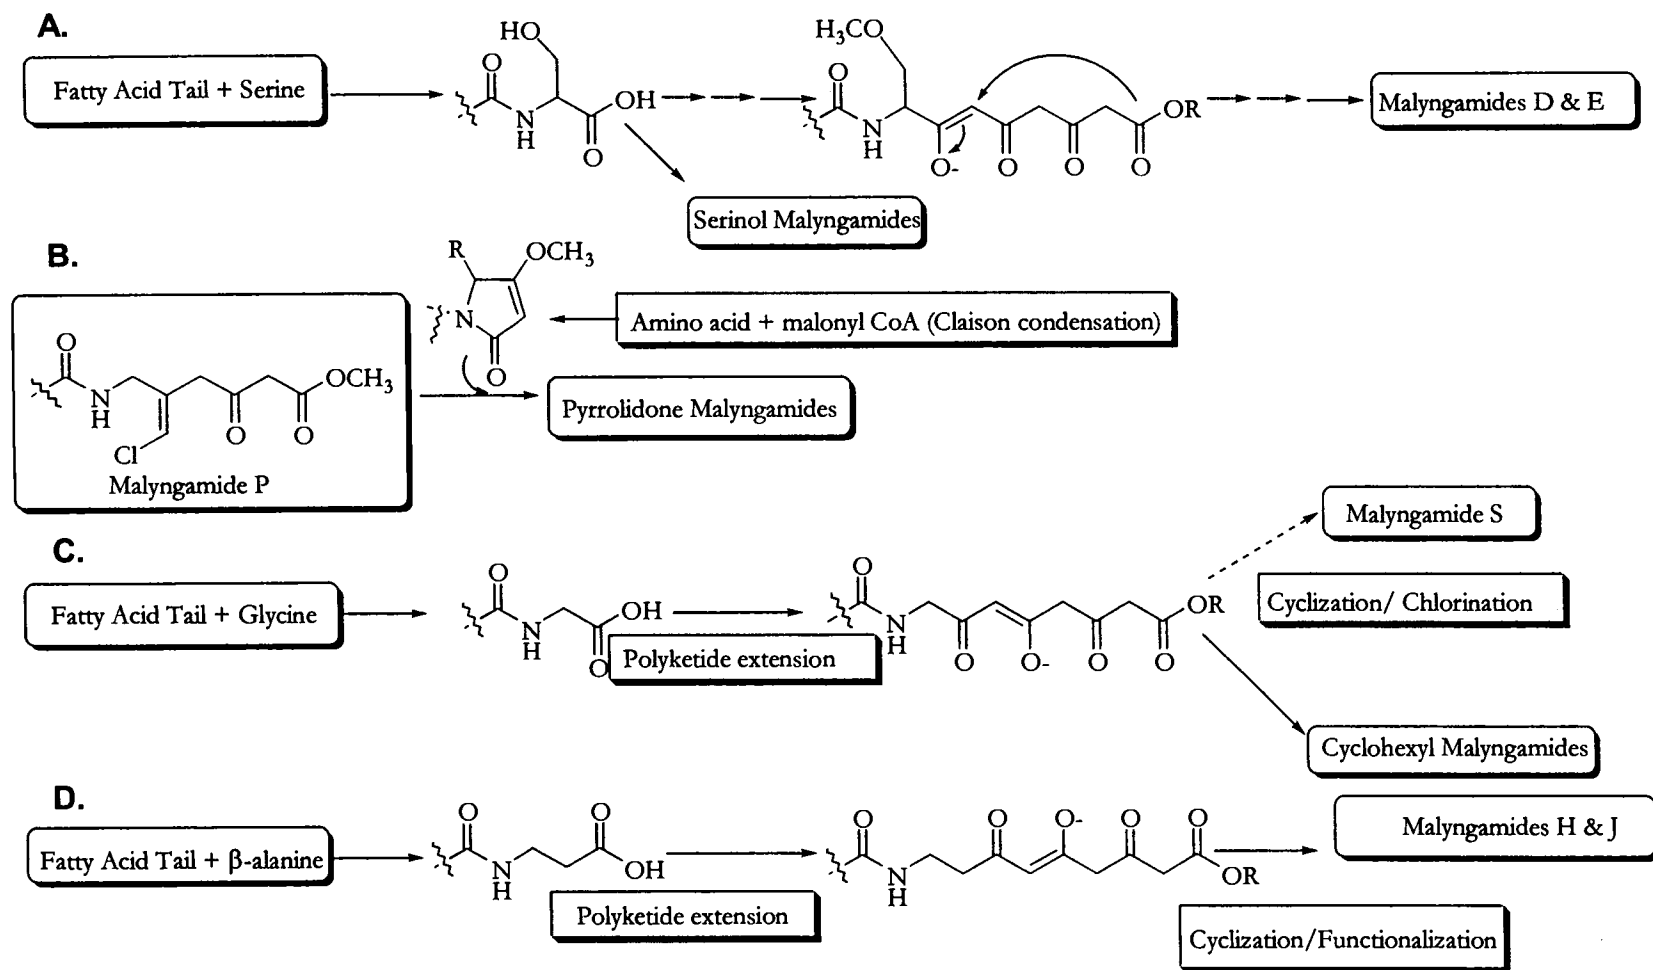 A.
Fatty Acid Tail + Serine
HO
O
N
H
OH
O
H3CO
O
N
H
O-
O
O
O
OR
Malyngamides D & E
Serinol Malyngamides
B.
R
OCH3
N
O
Amino acid + malonyl CoA (Claison condensation)
O
N
H
Cl
O
O
OCH3
Malyngamide P
Pyrrolidone Malyngamides
C.
Fatty Acid Tail + Glycine
O
N
H
OH
O
Polyketide extension
O
N
H
O
O-
O
O
OR
Malyngamide S
Cyclization/ Chlorination
Cyclohexyl Malyngamides
D.
Fatty Acid Tail + β-alanine
O
N
H
O
OH
Polyketide extension
O
N
H
O
O-
O
O
OR
Malyngamides H & J
Cyclization/Functionalization